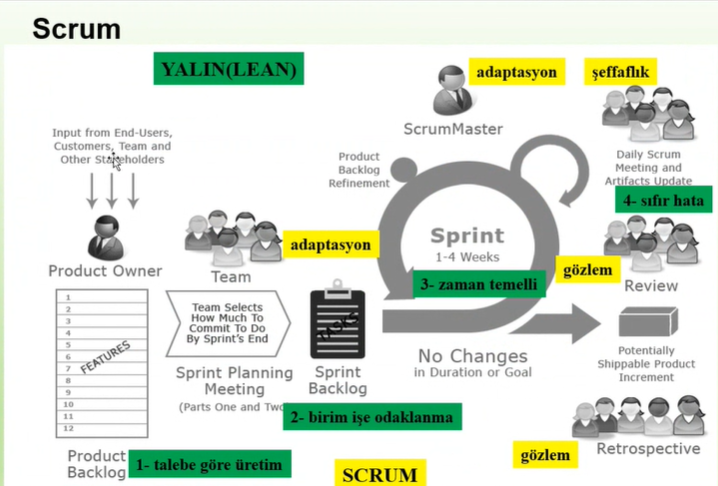 Scrum
YALIN(LEAN)
adaptasyon
şeffaflık
ScrumMaster
Input from End-Users,
Customers, Team and
Other Stakeholders
Product
Backlog
Refinement
Daily Scrum
Meeting and
Artifacts Update
4- sıfır hata
Product Owner
Team
adaptasyon
Sprint
1-4 Weeks
3- zaman temelli
gözlem
Review
1
2
3
4
5
6
7
8
9
10
11
12
FEATURES
Team Selects
How Much To
Commit To Do
By Sprint's End
TASKS
Sprint Planning
Meeting
(Parts One and Two
Sprint
Backlog
No Changes
in Duration or Goal
Potentially
Shippable Product
Increment
2- birim işe odaklanma
Product
Backlog
1- talebe göre üretim
SCRUM
gözlem
Retrospective